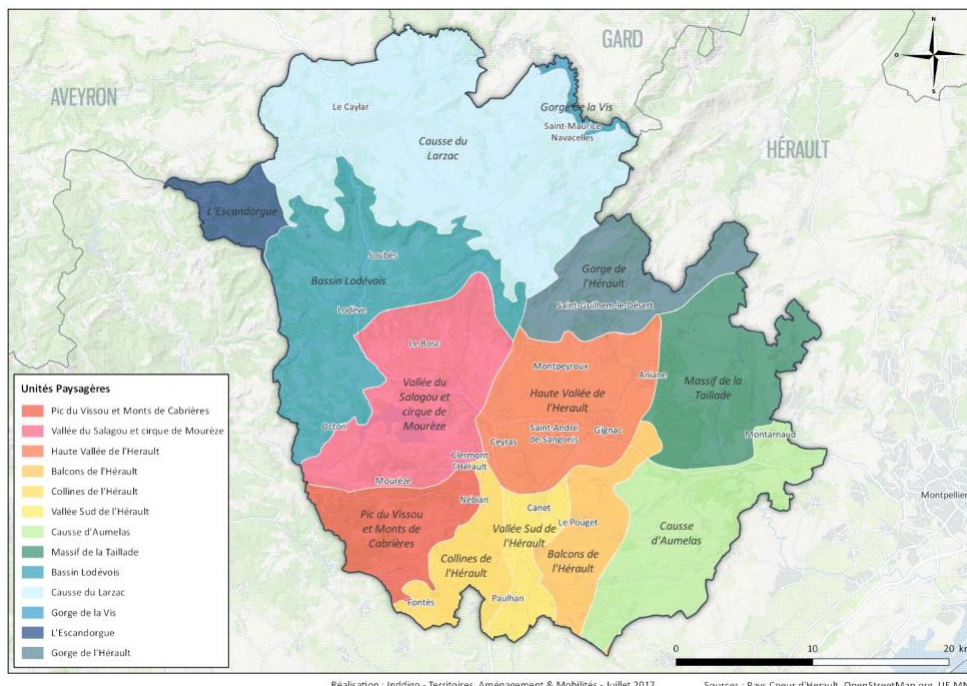 GARD
N
O
E
S
AVEYRON
Le Caylar
Gorge de la Vis
Saint-Maurice
Navacelles
Causse du
Larzac
HÉRAULT
L'Escandorgue
Soubès
Bassin Lodévois
Gorge de
l'Hérault
Saint-Guilhem-le-Désert
Lodève
Le Bosc
Montpeyroux
Aniane
Vallée du
Salagou et
cirque de
Mourèze
Haute Vallée de
l'Herault
Massif de la
Taillade
Octon
Saint-André
de-Sangonis
Gignac
Ceyras
Montarnaud
Clermont
l'Hérault
Mourèze
Nébian
Montpellier
Canet
Pic du Vissou
et Monts de
Cabrières
Le Pouget
Vallée Sud de
l'Hérault
Causse
d'Aumelas
Collines de
l'Hérault
Balcons de
l'Hérault
Fontès
Paulhan
Unités Paysagères
Pic du Vissou et Monts de Cabrières
Vallée du Salagou et cirque de Mourèze
Haute Vallée de l'Herault
Balcons de l'Hérault
Collines de l'Hérault
Vallée Sud de l'Hérault
Causse d'Aumelas
Massif de la Taillade
Bassin Lodévois
Causse du Larzac
Gorge de la Vis
L'Escandorgue
Gorge de l'Hérault
0 10 20 km
Réalisation : Inddigo - Territoires, Aménagement & Mobilités - Juillet 2017
Sources : Pays Coeur d'Herault, OpenStreetMap.org, UE-MN